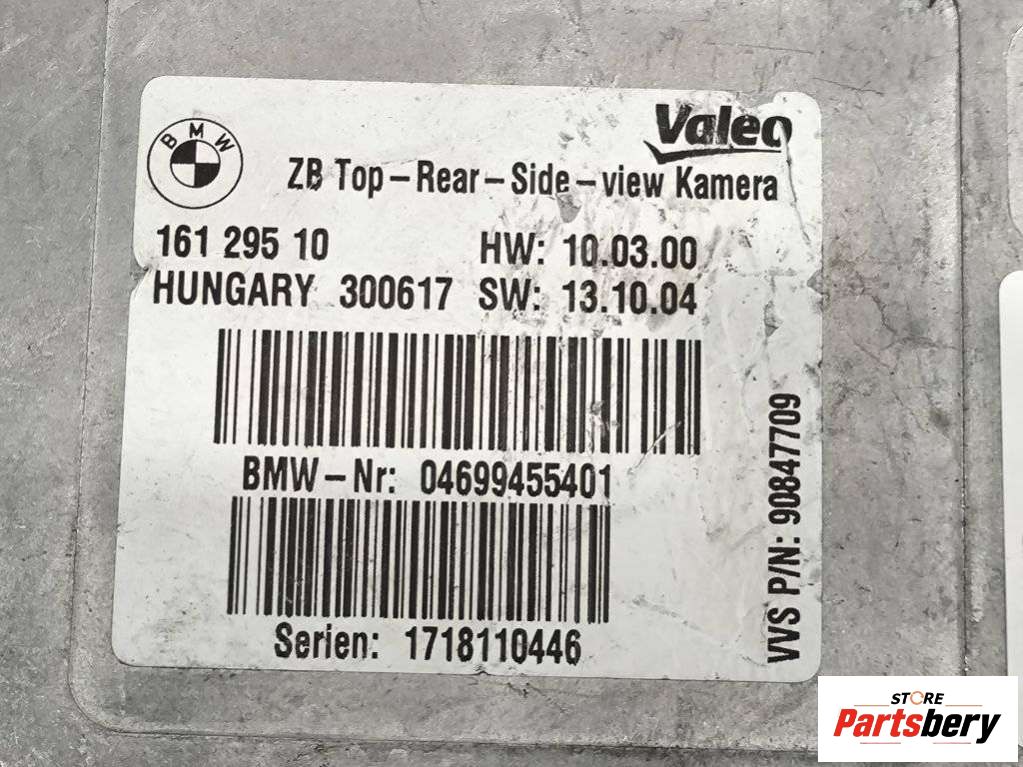 BMW
Valeo
ZB Top-Rear-Side-view Kamera
161 295 10 HW: 10.03.00
HUNGARY 300617 SW: 13.10.04
BMW-Nr: 04699455401
Serien: 1718110446
VVS P/N: 90847709
STORE
Partsbery